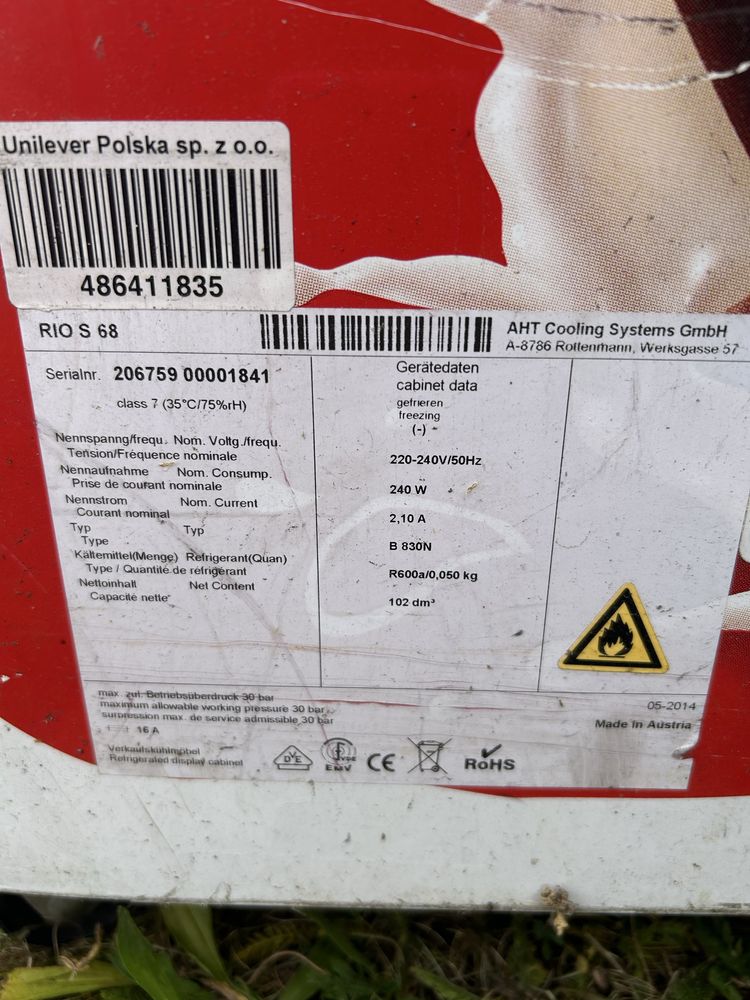 Unilever Polska sp. z o.o.
486411835
RIO S 68
AHT Cooling Systems GmbH
A-8786 Rottenmann, Werksgasse 57
Serialnr. 206759 00001841
class 7 (35°C/75%rH)
Gerätedaten
cabinet data
gefrieren
freezing
(-)
Nennspanng/frequ. Nom. Voltg./frequ.
Tension/Fréquence nominale
220-240V/50Hz
Nennaufnahme Nom. Consump.
Prise de courant nominale
240 W
Nennstrom Nom. Current
Courant nominal
2,10 A
Typ Typ
Type
B 830N
Kältemittel(Menge) Refrigerant(Quan)
Type / Quantité de réfrigérant
R600a/0,050 kg
Nettoinhalt Net Content
Capacité nette
102 dm³
max. zul. Betriebsüberdruck 30 bar
maximum allowable working pressure 30 bar
surpression max. de service admissible 30 bar
16 A
05-2014
Made in Austria
Verkaufskühlmöbel
Refrigerated display cabinet
VDE
VDE
EMV
CE
RoHS